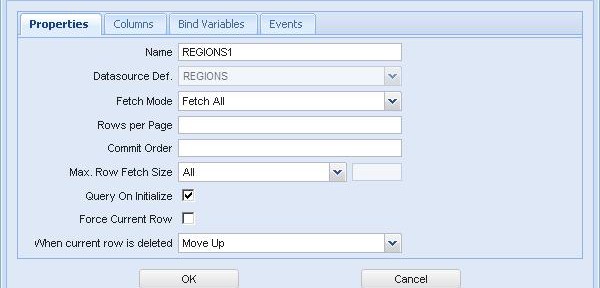 Properties Columns Bind Variables Events
Name REGIONS1
Datasource Def. REGIONS
Fetch Mode Fetch All
Rows per Page
Commit Order
Max. Row Fetch Size All
Query On Initialize
Force Current Row
When current row is deleted Move Up
OK Cancel